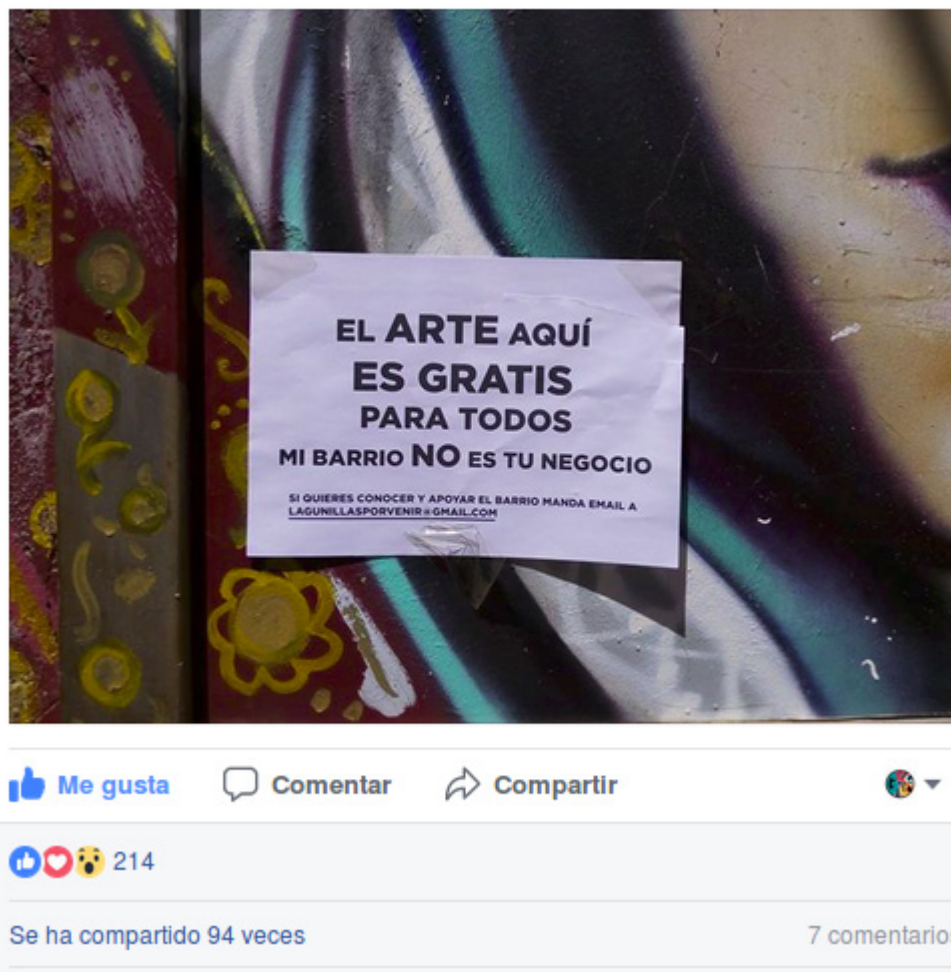 EL ARTE AQUÍ
ES GRATIS
PARA TODOS
MI BARRIO NO ES TU NEGOCIO
SI QUIERES CONOCER Y APOYAR EL BARRIO MANDA EMAIL A
LAGUNILLASPORVENIR@GMAIL.COM
Me gusta Comentar Compartir
214
Se ha compartido 94 veces 7 comentario